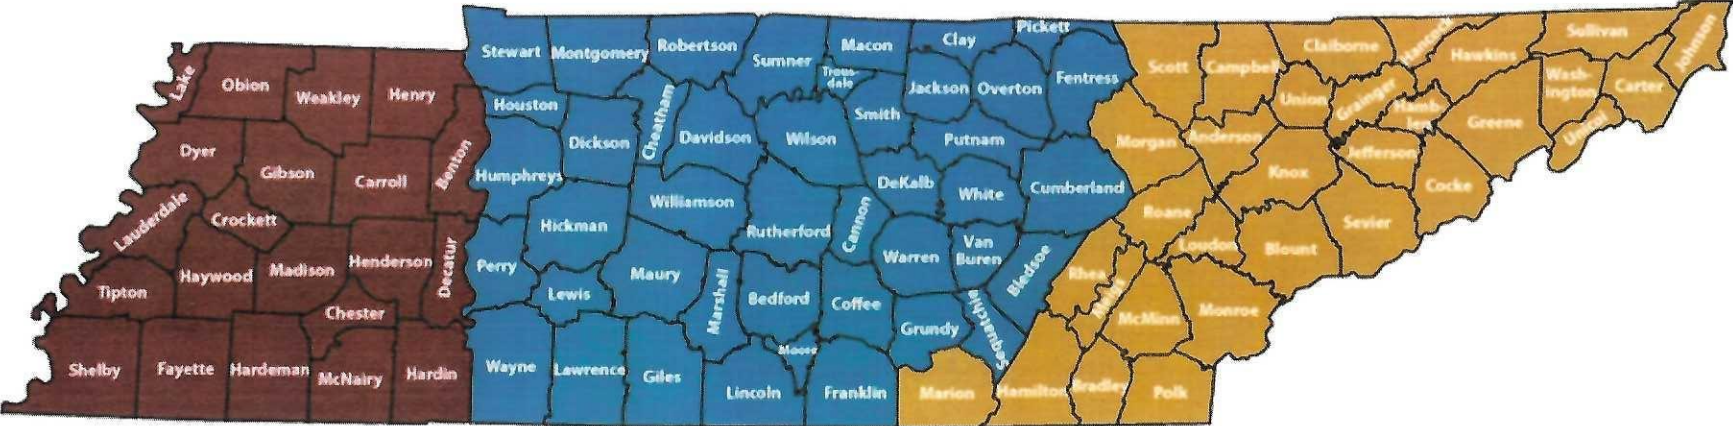 Lake
Obion
Weakley
Henry
Dyer
Gibson
Carroll
Benton
Lauderdale
Crockett
Tipton
Haywood
Madison
Henderson
Decatur
Chester
Shelby
Fayette
Hardeman
McNairy
Hardin
Stewart
Montgomery
Robertson
Sumner
Macon
Trous-
dale
Clay
Pickett
Jackson
Overton
Fentress
Houston
Dickson
Cheatham
Davidson
Wilson
Smith
Putnam
Humphreys
Hickman
Williamson
Rutherford
Cannon
DeKalb
White
Cumberland
Perry
Lewis
Maury
Marshall
Bedford
Coffee
Warren
Van
Buren
Bledsoe
Sequatchie
Grundy
Wayne
Lawrence
Giles
Lincoln
Moore
Franklin
Scott
Campbell
Claiborne
Hancock
Hawkins
Sullivan
Johnson
Union
Grainger
Hamb-
len
Greene
Wash-
ington
Carter
Unicoi
Morgan
Anderson
Knox
Jefferson
Cocke
Roane
Loudon
Blount
Sevier
Rhea
Meigs
McMinn
Monroe
Marion
Hamilton
Bradley
Polk